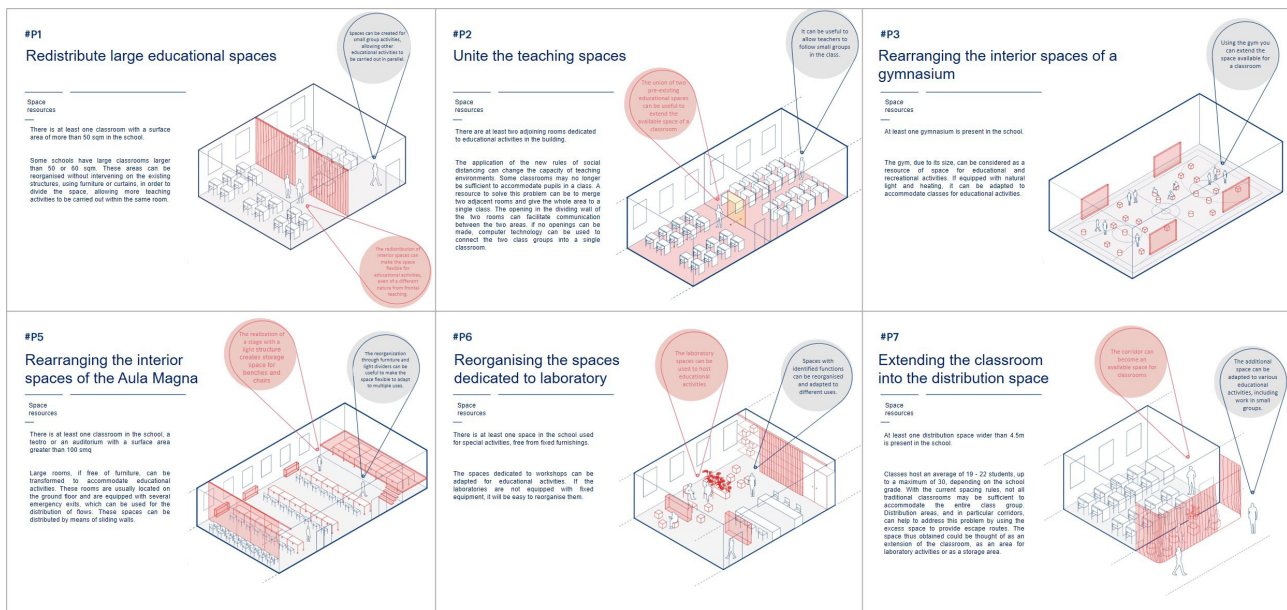 #P1
Redistribute large educational spaces
Spaces can be created for
small group activities,
allowing other
educational activities to
be carried out in parallel.
Space
resources
There is at least one classroom with a surface
area of more than 50 sqm in the school.
Some schools have large classrooms larger
than 50 or 60 sqm. These areas can be
reorganised without intervening on the existing
structures, using furniture or curtains, in order to
divide the space, allowing more teaching
activities to be carried out within the same room.
The redistribution of
interior spaces can
make the space
flexible for
educational activities,
even of a different
nature from frontal
teaching.
#P2
Unite the teaching spaces
It can be useful to
allow teachers to
follow small groups
in the class.
The union of two
pre-existing
educational spaces
can be useful to
extend the
available space of a
classroom
Space
resources
There are at least two adjoining rooms dedicated
to educational activities in the building.
The application of the new rules of social
distancing can change the capacity of teaching
environments. Some classrooms may no longer
be sufficient to accommodate pupils in a class. A
resource to solve this problem can be to merge
two adjacent rooms and give the whole area to a
single class. The opening in the dividing wall of
the two rooms can facilitate communication
between the two areas. if no openings can be
made, computer technology can be used to
connect the two class groups into a single
classroom.
#P3
Rearranging the interior spaces of a
gymnasium
Using the gym you
can extend the
space available for
a classroom
Space
resources
At least one gymnasium is present in the school.
The gym, due to its size, can be considered as a
resource of space for educational and
recreational activities. If equipped with natural
light and heating, it can be adapted to
accommodate classes for educational activities.
#P5
Rearranging the interior
spaces of the Aula Magna
The realisation of
a stage with a
light structure
creates storage
space for
benches and
chairs
The reorganization
through furniture and
light dividers can be
useful to make the
space flexible to adapt
to multiple uses.
Space
resources
There is at least one classroom in the school, a
teatro or an auditorium with a surface area
greater than 100 smq
Large rooms, if free of furniture, can be
transformed to accommodate educational
activities. These rooms are usually located on
the ground floor and are equipped with several
emergency exits, which can be used for the
distribution of flows. These spaces can be
distributed by means of sliding walls.
#P6
Reorganising the spaces
dedicated to laboratory
The laboratory
spaces can be
used to host
educational
activities
Spaces with
identified functions
can be reorganised
and adapted to
different uses.
Space
resources
There is at least one space in the school used
for special activities, free from fixed furnishings.
The spaces dedicated to workshops can be
adapted for educational activities. If the
laboratories are not equipped with fixed
equipment, it will be easy to reorganise them.
#P7
Extending the classroom
into the distribution space
The corridor can
become an
available space for
classrooms
The additional
space can be
adapted to various
educational
activities, including
work in small
groups.
Space
resources
At least one distribution space wider than 4.5m
is present in the school.
Classes host an average of 19 - 22 students, up
to a maximum of 30, depending on the school
grade. With the current spacing rules, not all
traditional classrooms may be sufficient to
accommodate the entire class group.
Distribution areas, and in particular corridors,
can help to address this problem by using the
excess space to provide escape routes. The
space thus obtained could be thought of as an
extension of the classroom, as an area for
laboratory activities or as a storage area.